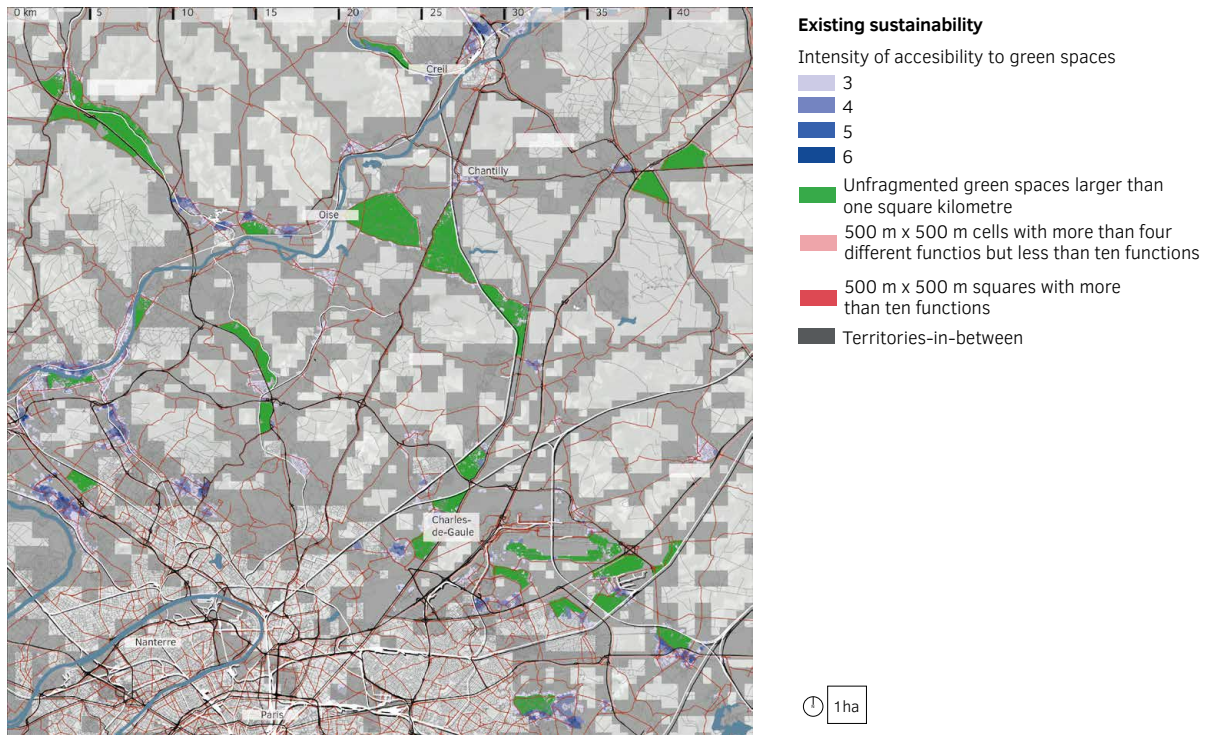 0 km 5 10 15 20 25 30 35 40
Creil
Chantilly
Oise
Charles-
de-Gaule
Nanterre
Paris
Existing sustainability
Intensity of accesibility to green spaces
3
4
5
6
Unfragmented green spaces larger than
one square kilometre
500 m x 500 m cells with more than four
different functios but less than ten functions
500 m x 500 m squares with more
than ten functions
Territories-in-between
1 ha